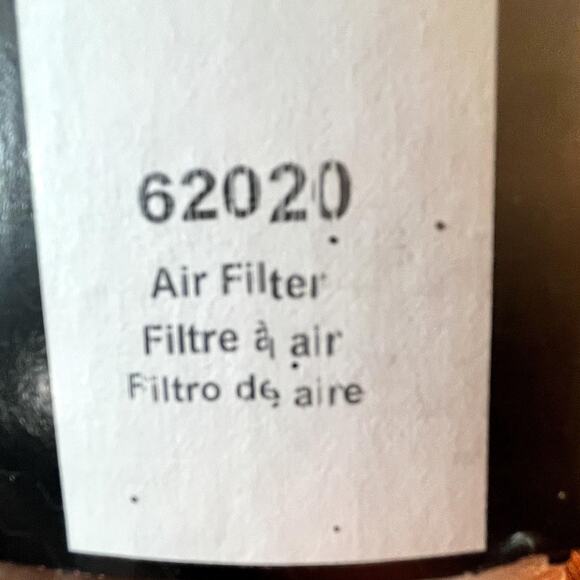 62020
Air Filter
Filtre à air
Filtro de aire